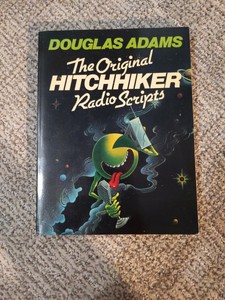 DOUGLAS ADAMS
The Original
HITCHHIKER
Radio Scripts